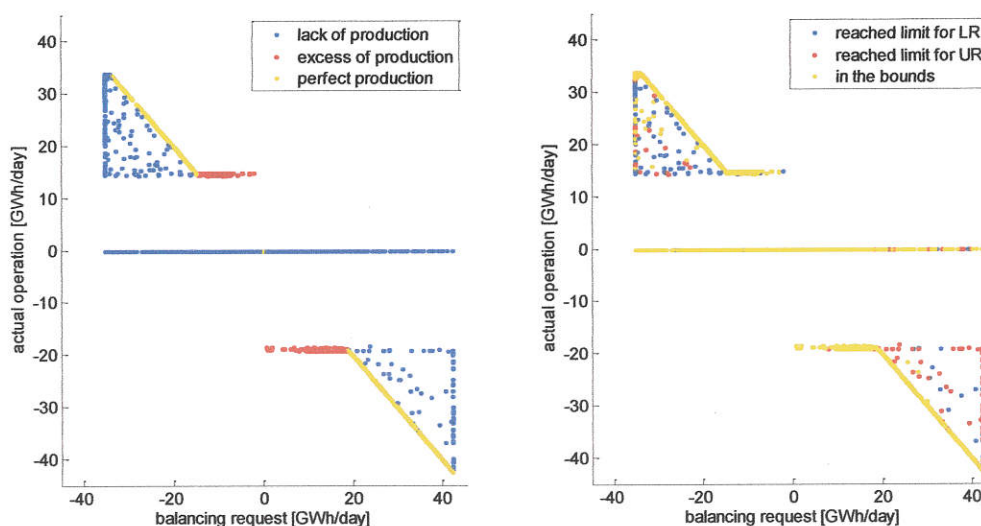 40
30
20
10
0
-10
-20
-30
-40
-40
-20
0
20
40
actual operation [GWh/day]
balancing request [GWh/day]
lack of production
excess of production
perfect production
40
30
20
10
0
-10
-20
-30
-40
-40
-20
0
20
40
actual operation [GWh/day]
balancing request [GWh/day]
reached limit for LR
reached limit for UR
in the bounds